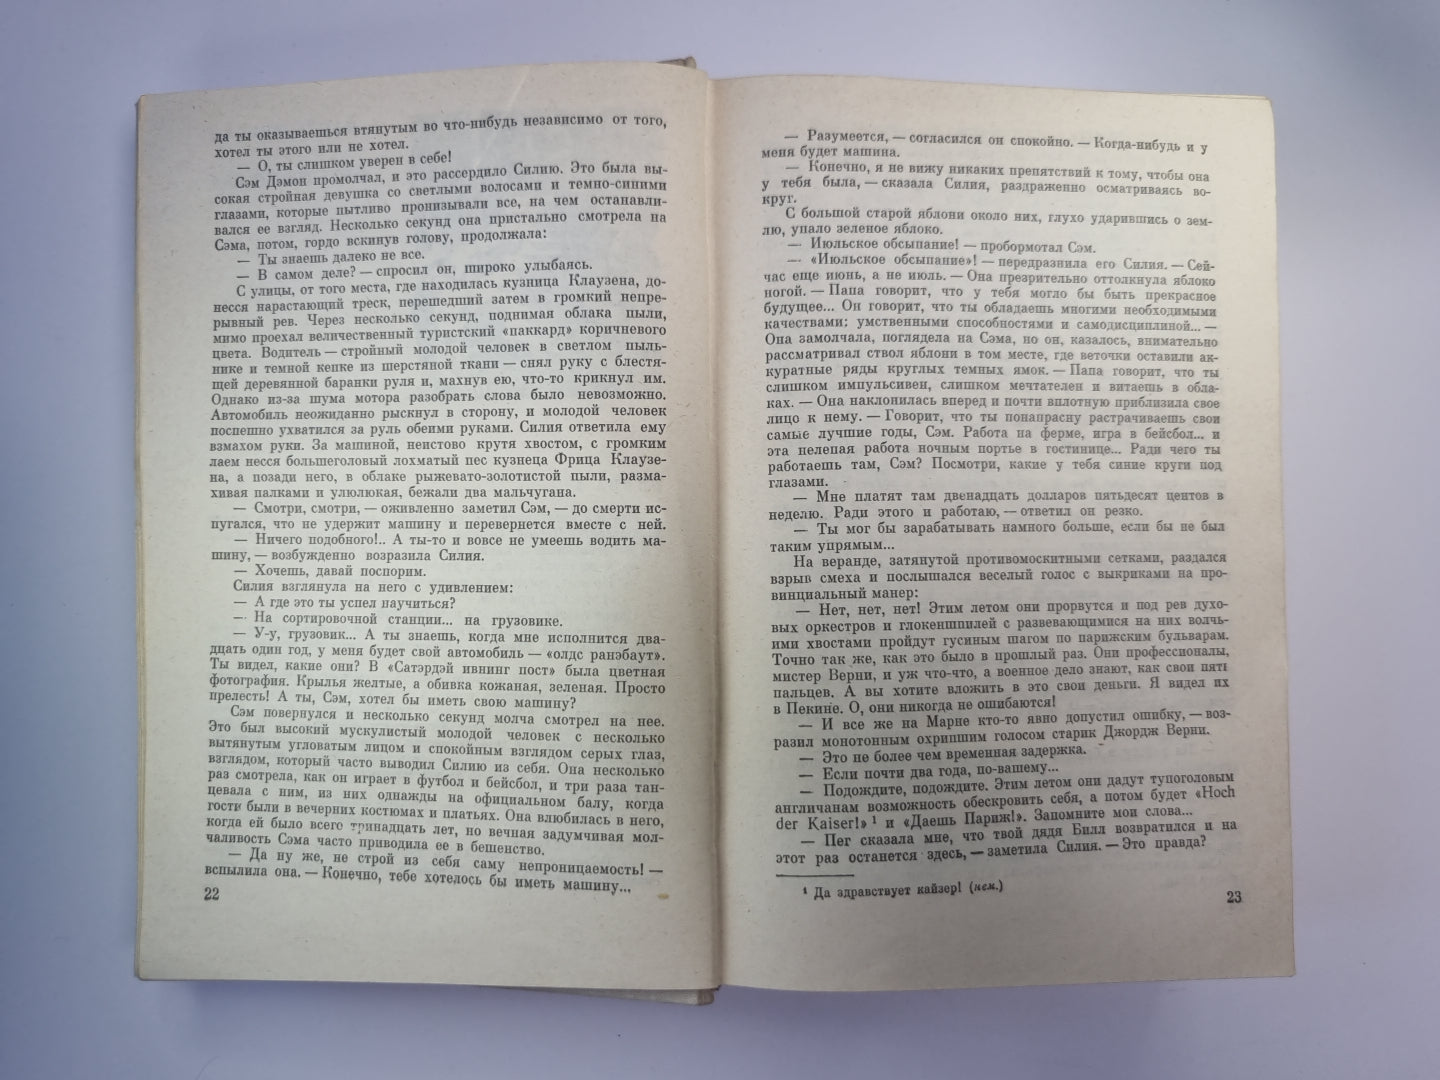 да ты оказываешься втянутым во что-нибудь независимо от того,
хотел ты этого или не хотел.
— О, ты слишком уверен в себе!
Сэм Дэмон промолчал, и это рассердило Силию. Это была вы-
сокая стройная девушка со светлыми волосами и темно-синими
глазами, которые пытливо пронизывали все, на чем останавли-
вался ее взгляд. Несколько секунд она пристально смотрела на
Сэма, потом, гордо вскинув голову, продолжала:
— Ты знаешь далеко не все.
— В самом деле? — спросил он, широко улыбаясь.
С улицы, от того места, где находилась кузница Клаузена, до-
несся нарастающий треск, перешедший затем в громкий непре-
рывный рев. Через несколько секунд, поднимая облака пыли,
мимо проехал величественный туристский «паккард» коричневого
цвета. Водитель — стройный молодой человек в светлом пыль-
нике и темной кепке из шерстяной ткани — снял руку с блестя-
щей деревянной баранки руля и, махнув ею, что-то крикнул им.
Однако из-за шума мотора разобрать слова было невозможно.
Автомобиль неожиданно рыскнул в сторону, и молодой человек
поспешно ухватился за руль обеими руками. Силия ответила ему
взмахом руки. За машиной, неистово крутя хвостом, с громким
лаем несся большеголовый лохматый пес кузнеца Фрица Клаузе-
на, а позади него, в облаке рыжевато-золотистой пыли, разма-
хивая палками и улюлюкая, бежали два мальчугана.
— Смотри, смотри, — оживленно заметил Сэм, — до смерти ис-
пугался, что не удержит машину и перевернется вместе с ней.
— Ничего подобного!.. А ты-то и вовсе не умеешь водить ма-
шину, — возбужденно возразила Силия.
— Хочешь, давай поспорим.
Силия взглянула на него с удивлением:
— А где это ты успел научиться?
— На сортировочной станции... на грузовике.
— У-у, грузовик... А ты знаешь, когда мне исполнится два-
дцать один год, у меня будет свой автомобиль — «олдс ранэбаут».
Ты видел, какие они? В «Сатэрдэй ивнинг пост» была цветная
фотография. Крылья желтые, а обивка кожаная, зеленая. Просто
прелесть! А ты, Сэм, хотел бы иметь свою машину?
Сэм повернулся и несколько секунд молча смотрел на нее.
Это был высокий мускулистый молодой человек с несколько
вытянутым угловатым лицом и спокойным взглядом серых глаз,
взглядом, который часто выводил Силию из себя. Она несколько
раз смотрела, как он играет в футбол и бейсбол, и три раза тан-
цевала с ним, из них однажды на официальном балу, когда
гости были в вечерних костюмах и платьях. Она влюбилась в него,
когда ей было всего тринадцать лет, но вечная задумчивая мол-
чаливость Сэма часто приводила ее в бешенство.
— Да ну же, не строй из себя саму непроницаемость! —
вспылила она. — Конечно, тебе хотелось бы иметь машину...
22
— Разумеется, — согласился он спокойно. — Когда-нибудь и у
меня будет машина.
— Конечно, я не вижу никаких препятствий к тому, чтобы она
у тебя была, — сказала Силия, раздраженно осматриваясь во-
круг.
С большой старой яблони около них, глухо ударившись о зем-
лю, упало зеленое яблоко.
— Июльское обсыпание! — пробормотал Сэм.
— «Июльское обсыпание»! — передразнила его Силия. — Сей-
час еще июнь, а не июль. — Она презрительно оттолкнула яблоко
ногой. — Папа говорит, что у тебя могло бы быть прекрасное
будущее... Он говорит, что ты обладаешь многими необходимыми
качествами: умственными способностями и самодисциплиной... —
Она замолчала, поглядела на Сэма, но он, казалось, внимательно
рассматривал ствол яблони в том месте, где веточки оставили ак-
куратные ряды круглых темных ямок. — Папа говорит, что ты
слишком импульсивен, слишком мечтателен и витаешь в обла-
ках. — Она наклонилась вперед и почти вплотную приблизила свое
лицо к нему. — Говорит, что ты понапрасну растрачиваешь свои
самые лучшие годы, Сэм. Работа на ферме, игра в бейсбол... и
эта нелепая работа ночным портье в гостинице... Ради чего ты
работаешь там, Сэм? Посмотри, какие у тебя синие круги под
глазами.
— Мне платят там двенадцать долларов пятьдесят центов в
неделю. Ради этого и работаю, — ответил он резко.
— Ты мог бы зарабатывать намного больше, если бы не был
таким упрямым...
На веранде, затянутой противомоскитными сетками, раздался
взрыв смеха и послышался веселый голос с выкриками на про-
винциальный манер:
— Нет, нет, нет! Этим летом они прорвутся и под рев духо-
вых оркестров и глокеншпилей с развевающимися на них волчь-
ими хвостами пройдут гусиным шагом по парижским бульварам.
Точно так же, как это было в прошлый раз. Они профессионалы,
мистер Верни, и уж что-что, а военное дело знают, как свои пять
пальцев. А вы хотите вложить в это свои деньги. Я видел их
в Пекине. О, они никогда не ошибаются!
— И все же на Марне кто-то явно допустил ошибку, — воз-
разил монотонным охрипшим голосом старик Джордж Верни.
— Это не более чем временная задержка.
— Если почти два года, по-вашему...
— Подождите, подождите. Этим летом они дадут тупоголовым
англичанам возможность обескровить себя, а потом будет «Hoch
der Kaiser!» ¹ и «Даешь Париж!». Запомните мои слова...
— Пег сказала мне, что твой дядя Билл возвратился и на
этот раз останется здесь, — заметила Силия. — Это правда?
¹ Да здравствует кайзер! (нем.)
23